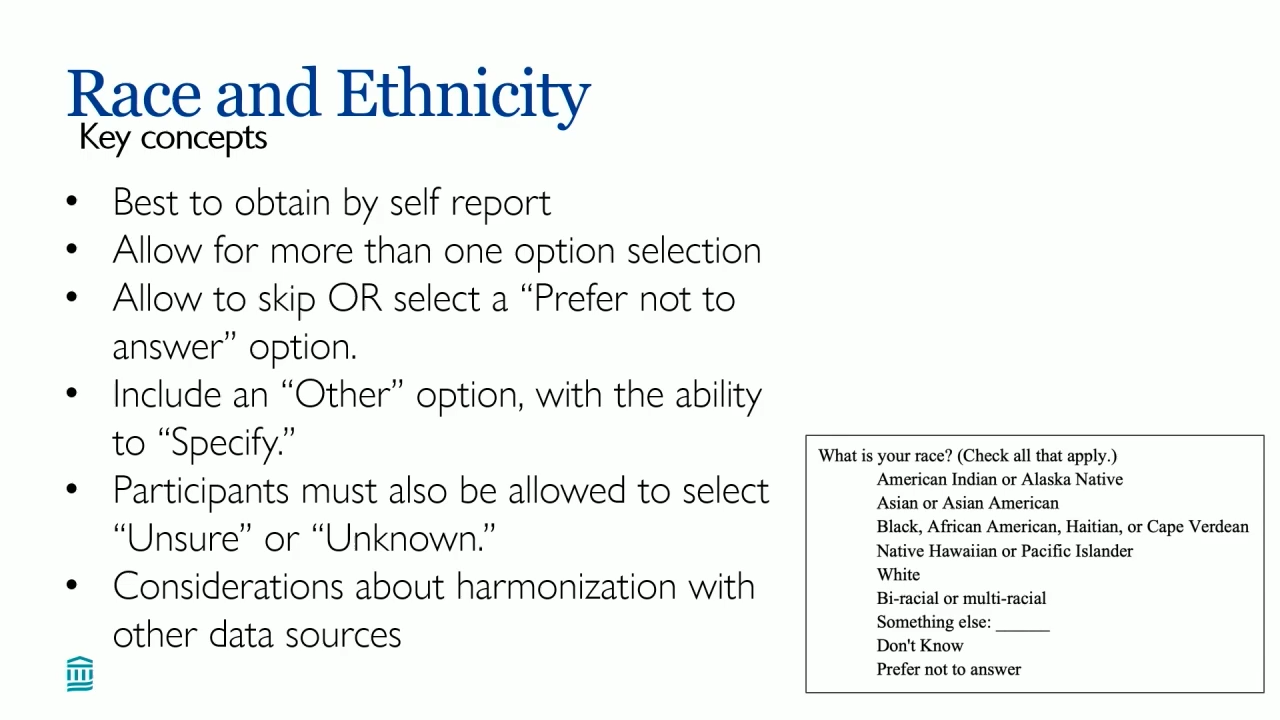 Race and Ethnicity
Key concepts
• Best to obtain by self report
• Allow for more than one option selection
• Allow to skip OR select a “Prefer not to
answer” option.
• Include an “Other” option, with the ability
to “Specify.”
• Participants must also be allowed to select
“Unsure” or “Unknown.”
• Considerations about harmonization with
other data sources
What is your race? (Check all that apply.)
American Indian or Alaska Native
Asian or Asian American
Black, African American, Haitian, or Cape Verdean
Native Hawaiian or Pacific Islander
White
Bi-racial or multi-racial
Something else: ______
Don't Know
Prefer not to answer